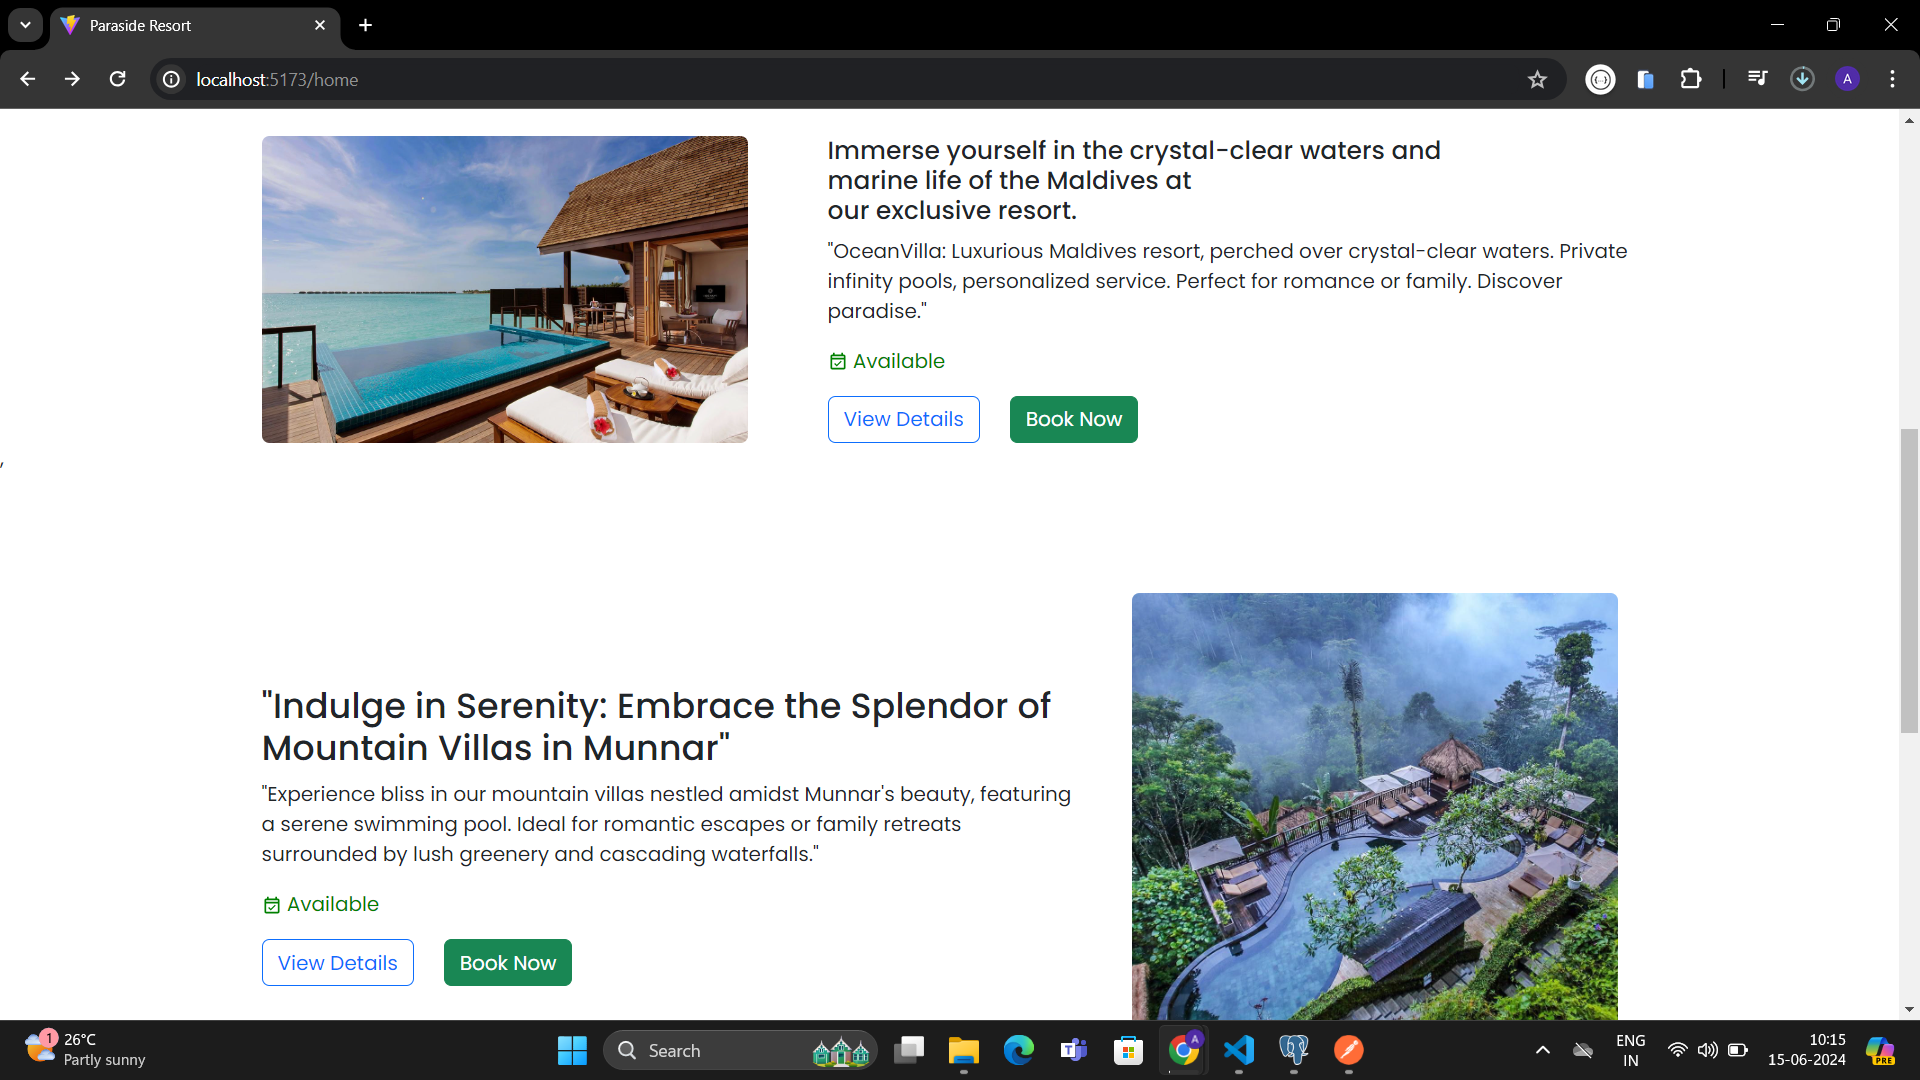 Paraside Resort
localhost:5173/home
A
Immerse yourself in the crystal-clear waters and
marine life of the Maldives at
our exclusive resort.
"OceanVilla: Luxurious Maldives resort, perched over crystal-clear waters. Private
infinity pools, personalized service. Perfect for romance or family. Discover
paradise."
Available
View Details Book Now
,
"Indulge in Serenity: Embrace the Splendor of
Mountain Villas in Munnar"
"Experience bliss in our mountain villas nestled amidst Munnar's beauty, featuring
a serene swimming pool. Ideal for romantic escapes or family retreats
surrounded by lush greenery and cascading waterfalls."
Available
View Details Book Now
1
26°C
Partly sunny
Search
A
ENG
IN
10:15
15-06-2024
PRE